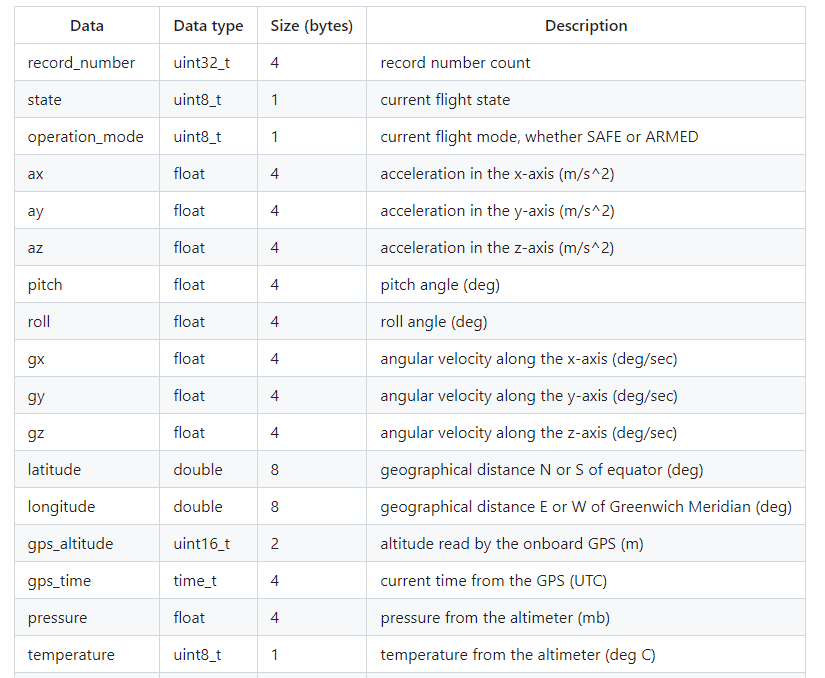 Data Data type Size (bytes) Description
record_number uint32_t 4 record number count
state uint8_t 1 current flight state
operation_mode uint8_t 1 current flight mode, whether SAFE or ARMED
ax float 4 acceleration in the x-axis (m/s^2)
ay float 4 acceleration in the y-axis (m/s^2)
az float 4 acceleration in the z-axis (m/s^2)
pitch float 4 pitch angle (deg)
roll float 4 roll angle (deg)
gx float 4 angular velocity along the x-axis (deg/sec)
gy float 4 angular velocity along the y-axis (deg/sec)
gz float 4 angular velocity along the z-axis (deg/sec)
latitude double 8 geographical distance N or S of equator (deg)
longitude double 8 geographical distance E or W of Greenwich Meridian (deg)
gps_altitude uint16_t 2 altitude read by the onboard GPS (m)
gps_time time_t 4 current time from the GPS (UTC)
pressure float 4 pressure from the altimeter (mb)
temperature uint8_t 1 temperature from the altimeter (deg C)